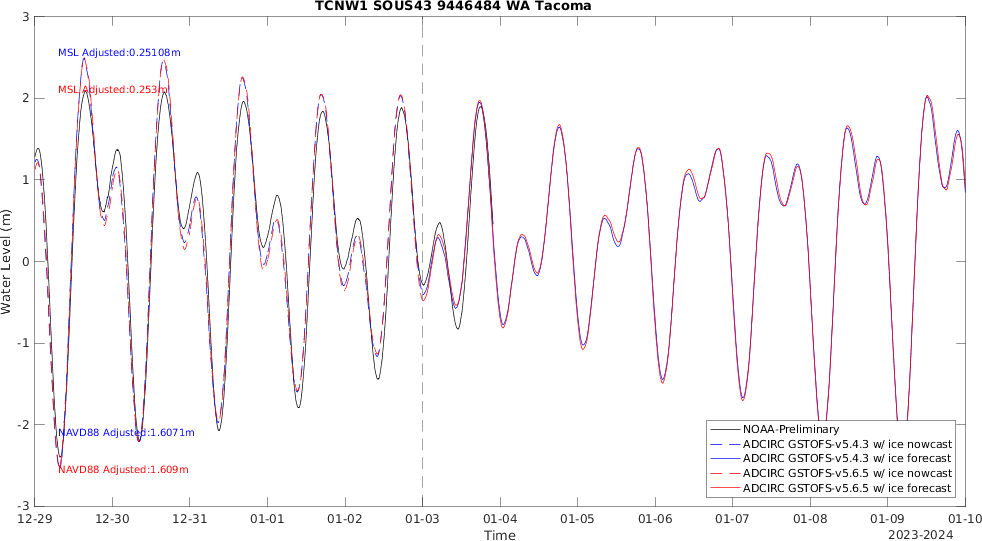 TCNW1 SOUS43 9446484 WA Tacoma
MSL Adjusted:0.25108m
MSL Adjusted:0.253m
NAVD88 Adjusted:1.6071m
NAVD88 Adjusted:1.609m
Water Level (m)
3
2
1
0
-1
-2
-3
NOAA-Preliminary
ADCIRC GSTOFS-v5.4.3 w/ ice nowcast
ADCIRC GSTOFS-v5.4.3 w/ ice forecast
ADCIRC GSTOFS-v5.6.5 w/ ice nowcast
ADCIRC GSTOFS-v5.6.5 w/ ice forecast
12-29 12-30 12-31 01-01 01-02 01-03 01-04 01-05 01-06 01-07 01-08 01-09 01-10
Time
2023-2024